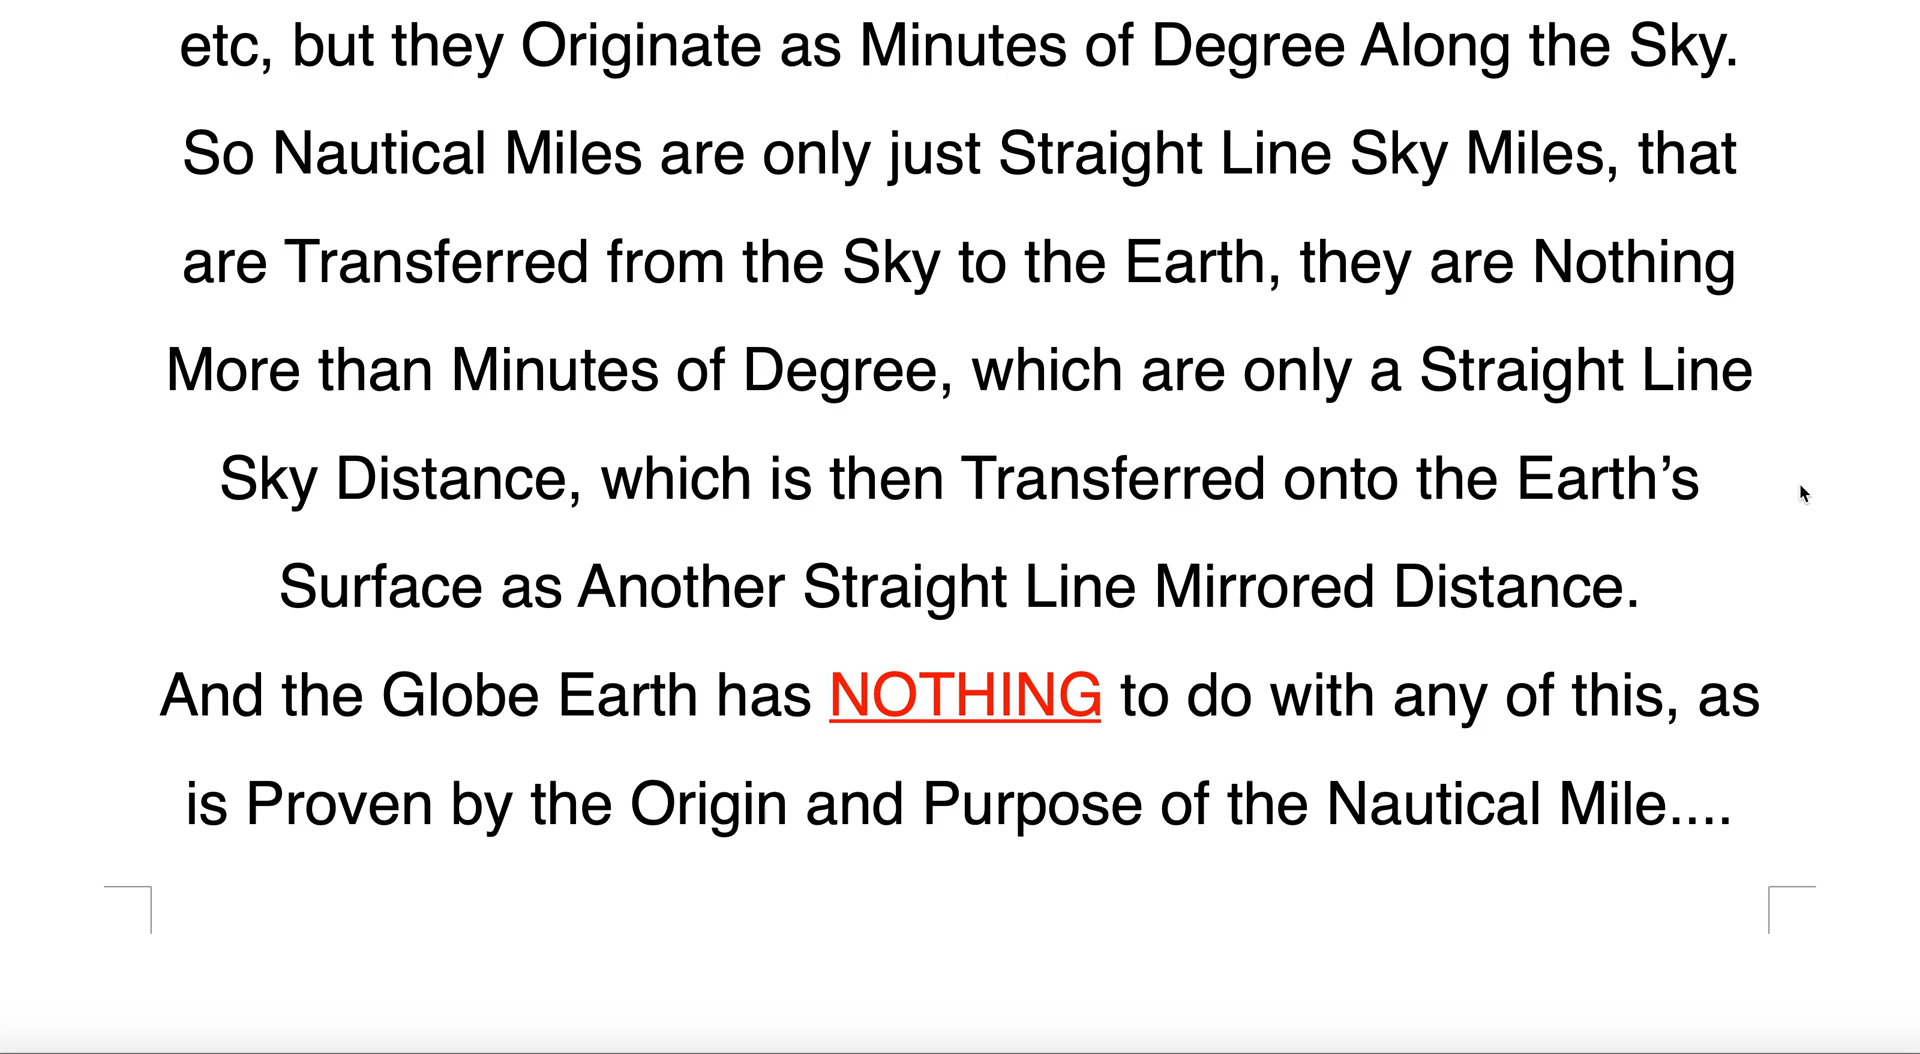 etc, but they Originate as Minutes of Degree Along the Sky.
So Nautical Miles are only just Straight Line Sky Miles, that
are Transferred from the Sky to the Earth, they are Nothing
More than Minutes of Degree, which are only a Straight Line
Sky Distance, which is then Transferred onto the Earth’s
Surface as Another Straight Line Mirrored Distance.
And the Globe Earth has NOTHING to do with any of this, as
is Proven by the Origin and Purpose of the Nautical Mile....